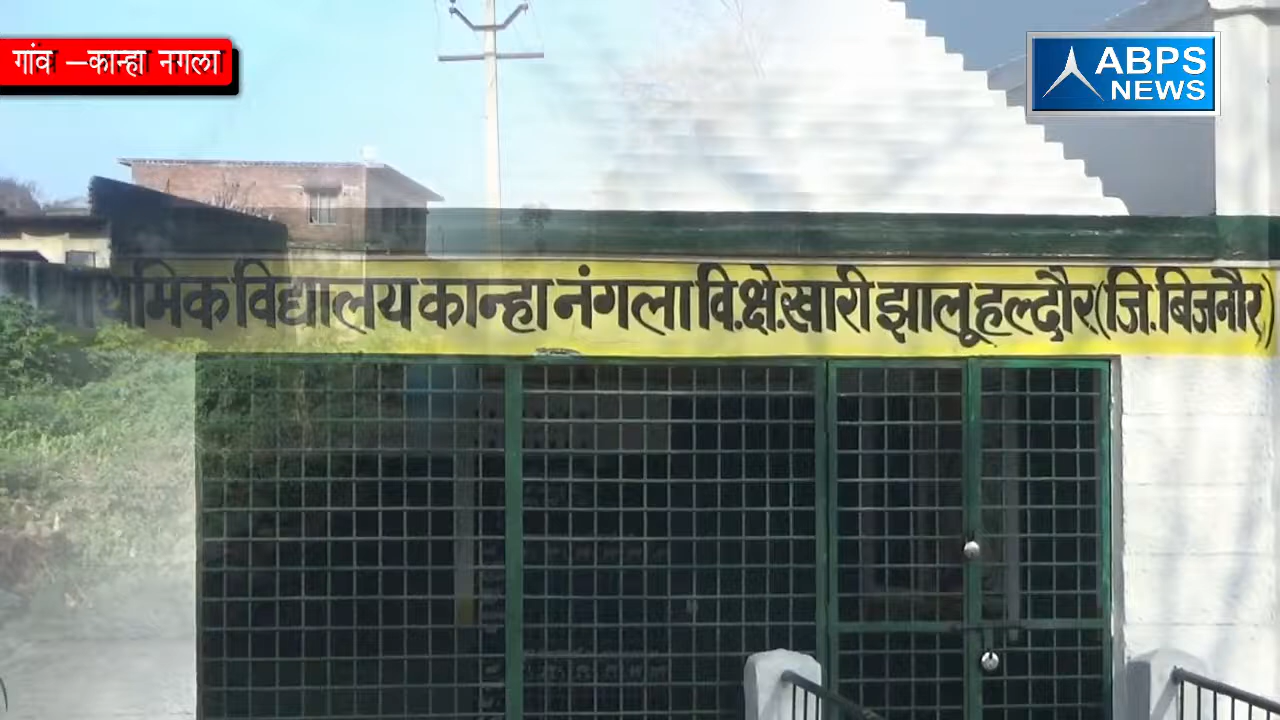 गांव –कान्हा नगला
ABPS
NEWS
प्राथमिक विद्यालय कान्हा नंगला वि.क्षे.खारी झालू हल्दौर(जि.बिजनौर)